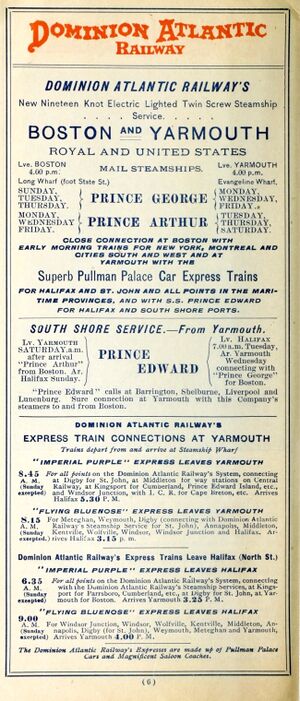 DOMINION ATLANTIC
RAILWAY
DOMINION ATLANTIC RAILWAY'S
New Nineteen Knot Electric Lighted Twin Screw Steamship
. . . . Service. . . . .
BOSTON AND YARMOUTH
ROYAL AND UNITED STATES
Lve. BOSTON
4.00 p.m.
MAIL STEAMSHIPS.
Lve. YARMOUTH
4.00 p.m.
Long Wharf (foot State St.)
Evangeline Wharf.
SUNDAY,
TUESDAY,
THURSDAY.
PRINCE GEORGE
MONDAY,
WEDNESDAY,
FRIDAY.
MONDAY,
WEDNESDAY
FRIDAY.
PRINCE ARTHUR
TUESDAY,
THURSDAY,
SATURDAY.
CLOSE CONNECTION AT BOSTON WITH
EARLY MORNING TRAINS FOR NEW YORK, MONTREAL AND
CITIES SOUTH AND WEST AND AT
YARMOUTH WITH THE
Superb Pullman Palace Car Express Trains
FOR HALIFAX AND ST. JOHN AND ALL POINTS IN THE MARI-
TIME PROVINCES, AND WITH S.S. PRINCE EDWARD
FOR HALIFAX AND SOUTH SHORE PORTS.
SOUTH SHORE SERVICE.—From Yarmouth.
Lv. YARMOUTH
SATURDAY, a.m.
after arrival
"Prince Arthur"
from Boston. Ar.
Halifax Sunday.
PRINCE
EDWARD
Lv. HALIFAX
7.00 a.m. Tuesday,
Ar. Yarmouth
Wednesday
connecting with
"Prince George"
for Boston.
"Prince Edward" calls at Barrington, Shelburne, Liverpool and
Lunenburg. Sure connection at Yarmouth with this Company's
steamers to and from Boston.
DOMINION ATLANTIC RAILWAY'S
EXPRESS TRAIN CONNECTIONS AT YARMOUTH
Trains depart from and arrive at Steamship Wharf
"IMPERIAL PURPLE" EXPRESS LEAVES YARMOUTH
8.45 For all points on the Dominion Atlantic Railway's System, connecting
A. M. at Digby for St. John, at Middleton for way stations on Central
(Sunday Railway, at Kingsport for Cumberland, Prince Edward Island, etc.,
excepted) and Windsor Junction, with I. C. R. for Cape Breton, etc. Arrives
Halifax 5.30 P. M.
"FLYING BLUENOSE" EXPRESS LEAVES YARMOUTH
8.15 For Meteghan, Weymouth, Digby (connecting with Dominion Atlantic
A. M. Railway's Steamship Service for St. John), Annapolis, Middleton,
(Sunday Kentville, Wolfville, Windsor, Windsor Junction and Halifax. Ar-
excepted) rives Halifax 3.15 p. m.
Dominion Atlantic Railway's Express Trains Leave Halifax (North St.)
"IMPERIAL PURPLE" EXPRESS LEAVES HALIFAX
6.35 For all points on the Dominion Atlantic Railway's System, connect-
A. M. ing with the Dominion Atlantic Railway's Steamship Services, at Kings-
(Sunday port for Parrsboro, Cumberland, etc., at Digby for St. John, at Yar-
excepted) mouth for Boston. Arrives Yarmouth 3.25 P. M.
"FLYING BLUENOSE" EXPRESS LEAVES HALIFAX
9.00
A. M. For Windsor Junction, Windsor, Wolfville, Kentville, Middleton, An-
(Sunday napolis, Digby (for St. John), Weymouth, Meteghan and Yarmouth,
excepted) Arrives Yarmouth 4.00 P. M.
The Dominion Atlantic Railway's Expresses are made up of Pullman Palace
Cars and Magnificent Saloon Coaches.
(6)